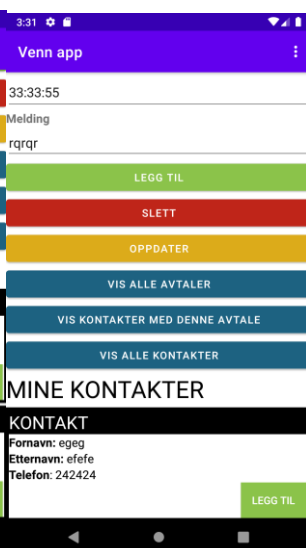 3:31
Venn app
33:33:55
Melding
rqrqr
LEGG TIL
SLETT
OPPDATER
VIS ALLE AVTALER
VIS KONTAKTER MED DENNE AVTALE
VIS ALLE KONTAKTER
MINE KONTAKTER
KONTAKT
Fornavn: egeg
Etternavn: efefe
Telefon: 242424
LEGG TIL